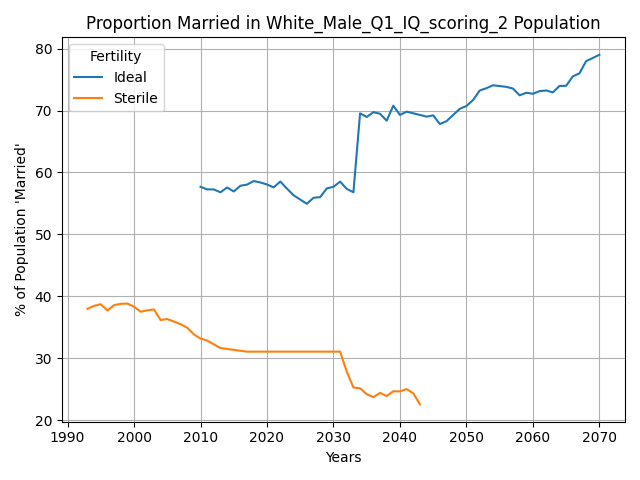 Proportion Married in White_Male_Q1_IQ_scoring_2 Population
% of Population 'Married'
80
70
60
50
40
30
20
Fertility
Ideal
Sterile
1990 2000 2010 2020 2030 2040 2050 2060 2070
Years